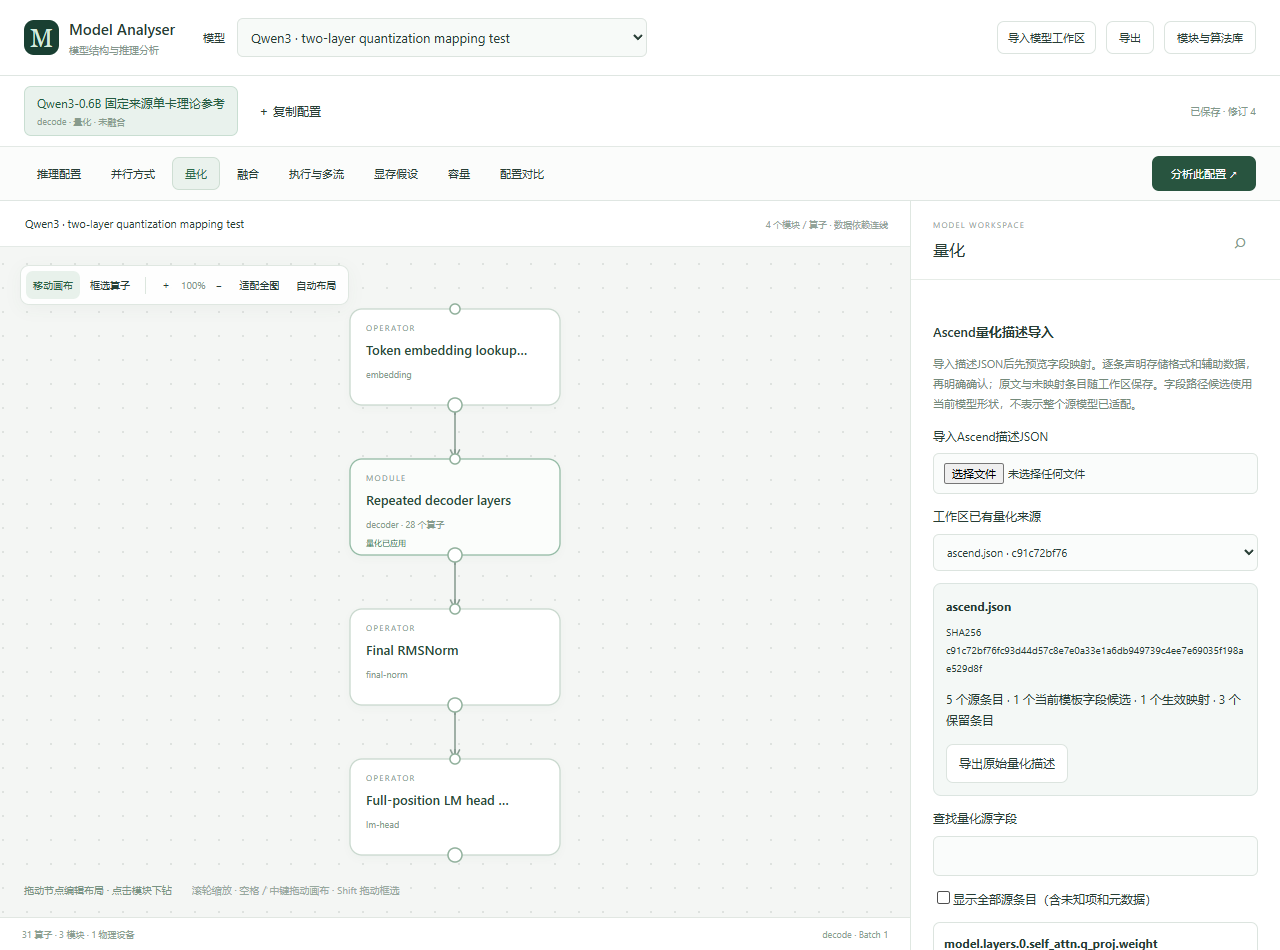 M
Model Analyser
模型结构与推理分析
模型
Qwen3 · two-layer quantization mapping test
导入模型工作区
导出
模块与算法库
Qwen3-0.6B 固定来源单卡理论参考
decode · 量化 · 未融合
+ 复制配置
已保存 · 修订 4
推理配置
并行方式
量化
融合
执行与多流
显存假设
容量
配置对比
分析此配置 ↗
Qwen3 · two-layer quantization mapping test
4 个模块 / 算子 · 数据依赖连线
移动画布
框选算子
+
100%
−
适配全图
自动布局
OPERATOR
Token embedding lookup...
embedding
MODULE
Repeated decoder layers
decoder · 28 个算子
量化已应用
OPERATOR
Final RMSNorm
final-norm
OPERATOR
Full-position LM head ...
lm-head
拖动节点编辑布局 · 点击模块下钻
滚轮缩放 · 空格 / 中键拖动画布 · Shift 拖动框选
31 算子 · 3 模块 · 1 物理设备
decode · Batch 1
MODEL WORKSPACE
量化
Ascend量化描述导入
导入描述JSON后先预览字段映射。逐条声明存储格式和辅助数据，
再明确确认；原文与未映射条目随工作区保存。字段路径候选使用
当前模型形状，不表示整个源模型已适配。
导入Ascend描述JSON
选择文件 未选择任何文件
工作区已有量化来源
ascend.json · c91c72bf76
ascend.json
SHA256
c91c72bf76fc93d44d57c8e7e0a33e1a6db949739c4ee7e69035f198a
e529d8f
5 个源条目 · 1 个当前模板字段候选 · 1 个生效映射 · 3 个
保留条目
导出原始量化描述
查找量化源字段
显示全部源条目（含未知项和元数据）
model.layers.0.self_attn.q_proj.weight